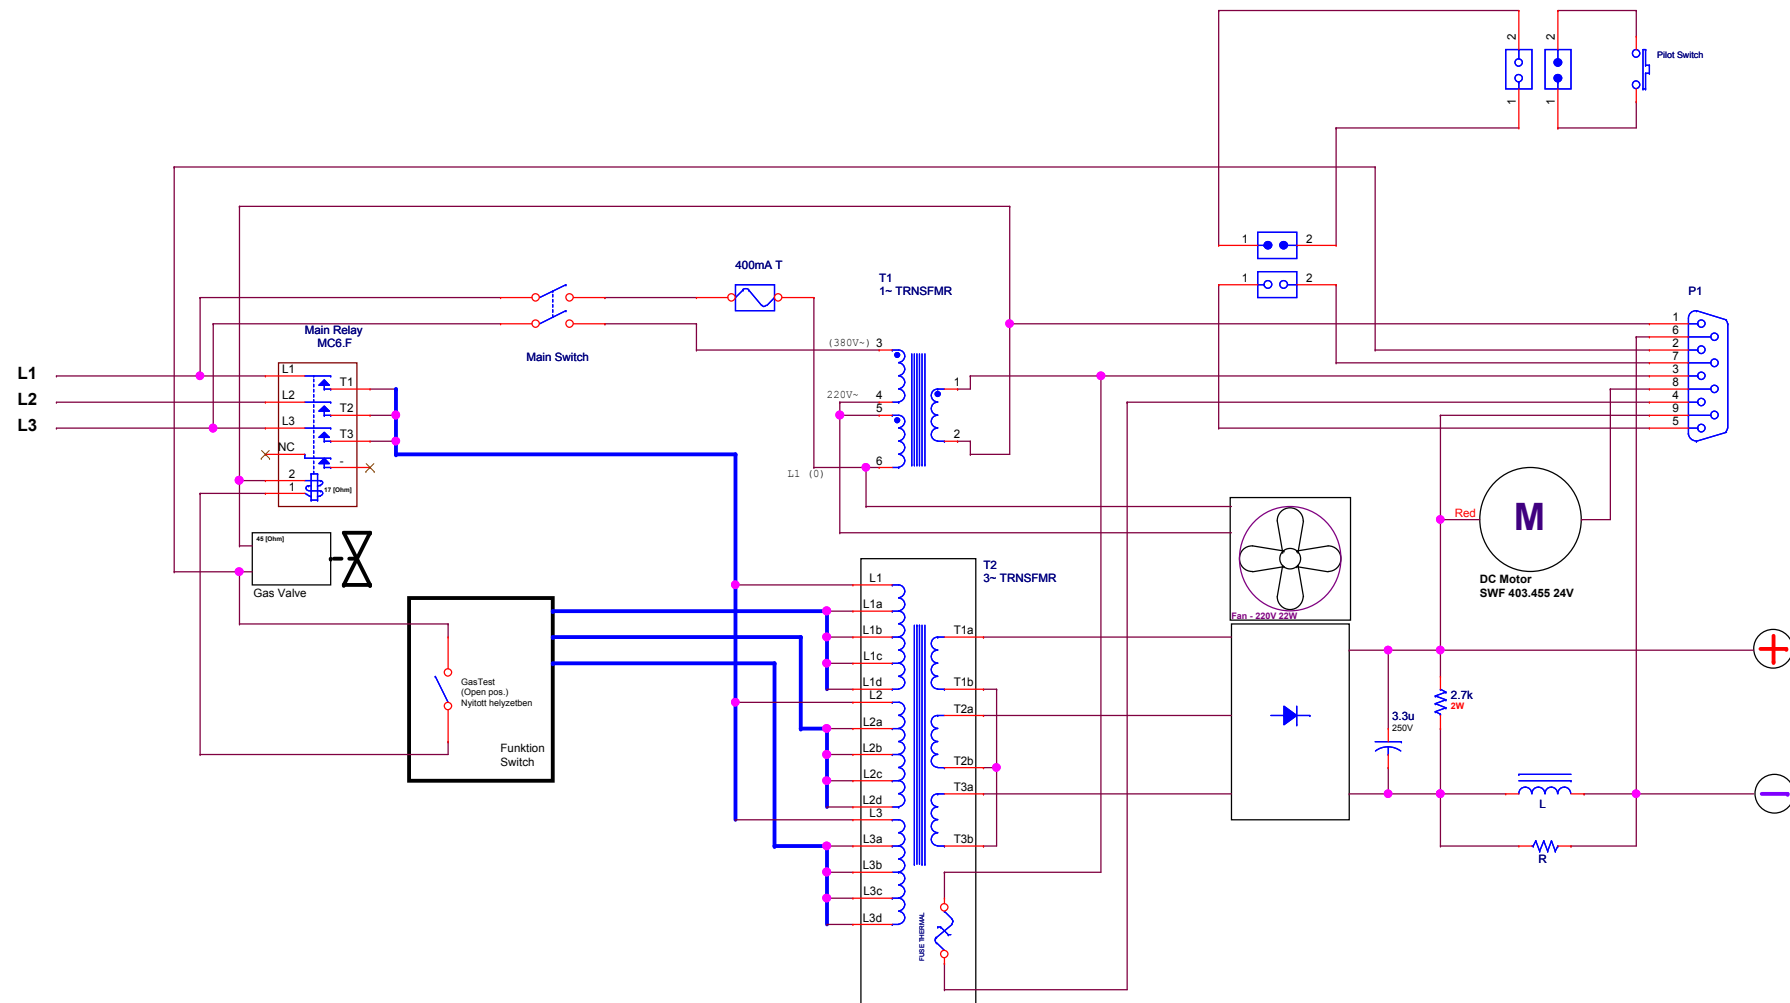 2
2
Pilot Switch
1
1
1
2
1
2
400mA T
T1
1~ TRNSFMR
P1
1
6
2
7
3
8
4
9
5
Main Relay
MC6.F
Main Switch
(380V~)
3
220V~
4
5
1
2
L1 (0)
6
L1
L2
L3
L1
T1
L2
T2
L3
T3
NC
-
2
1
17 [Ohm]
45 [Ohm]
Gas Valve
Red
M
DC Motor
SWF 403.455 24V
Fan - 220V 22W
T2
3~ TRNSFMR
L1
L1a
L1b
L1c
L1d
L2
L2a
L2b
L2c
L2d
L3
L3a
L3b
L3c
L3d
T1a
T1b
T2a
T2b
T3a
T3b
GasTest
(Open pos.)
Nyitott helyzetben
Funktion
Switch
2.7k
2W
3.3u
250V
L
R
FUSE THERMAL